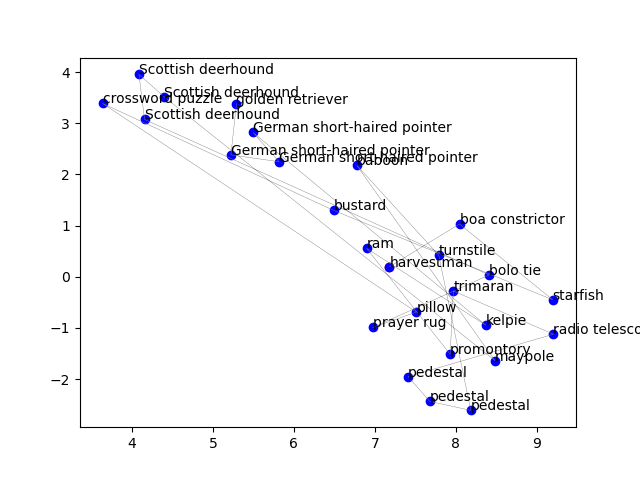 4
3
2
1
0
−1
−2
4
5
6
7
8
9
Scottish deerhound
Scottish deerhound
crossword puzzle
golden retriever
Scottish deerhound
German short-haired pointer
German short-haired pointer
German short-haired pointer
baboon
bustard
boa constrictor
ram
turnstile
harvestman
bolo tie
trimaran
starfish
pillow
prayer rug
kelpie
radio telesco
promontory
maypole
pedestal
pedestal
pedestal